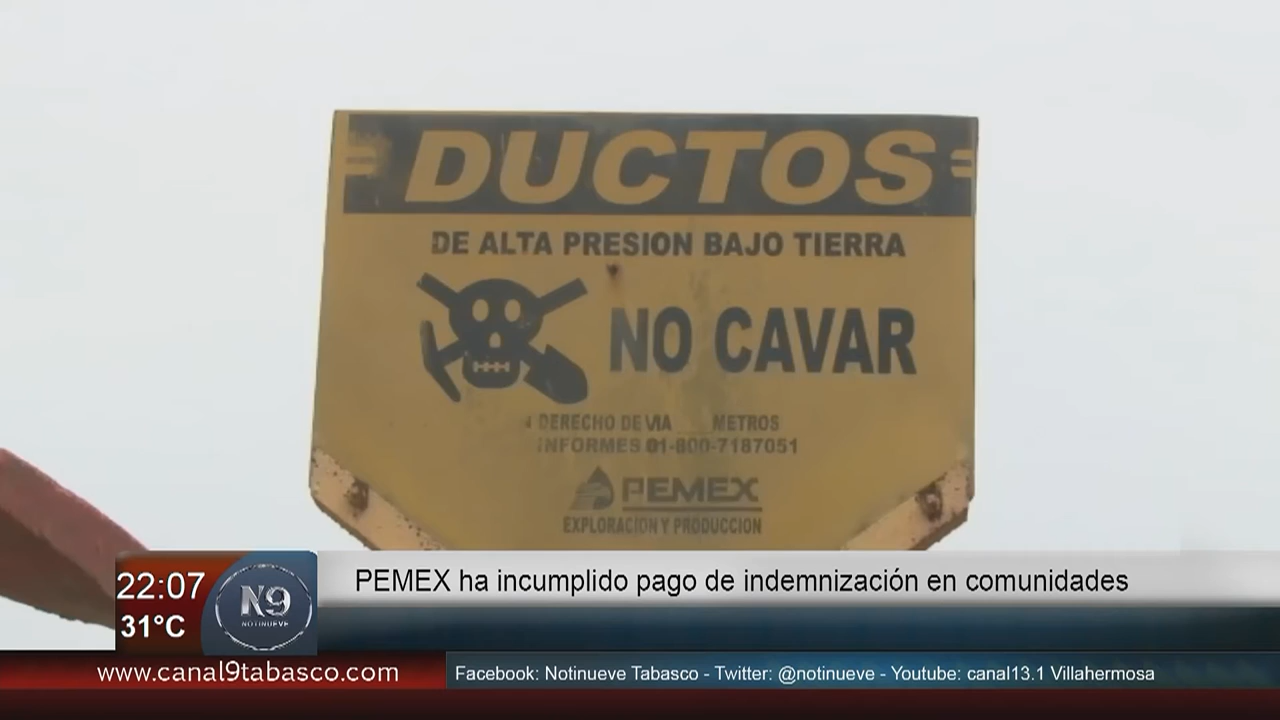 DUCTOS
DE ALTA PRESION BAJO TIERRA
NO CAVAR
DERECHO DE VIA METROS
INFORMES 01-800-7187051
PEMEX
EXPLORACION Y PRODUCCION
22:07
31°C
N9
NOTINUEVE
PEMEX ha incumplido pago de indemnización en comunidades
www.canal9tabasco.com
Facebook: Notinueve Tabasco - Twitter: @notinueve - Youtube: canal13.1 Villahermosa